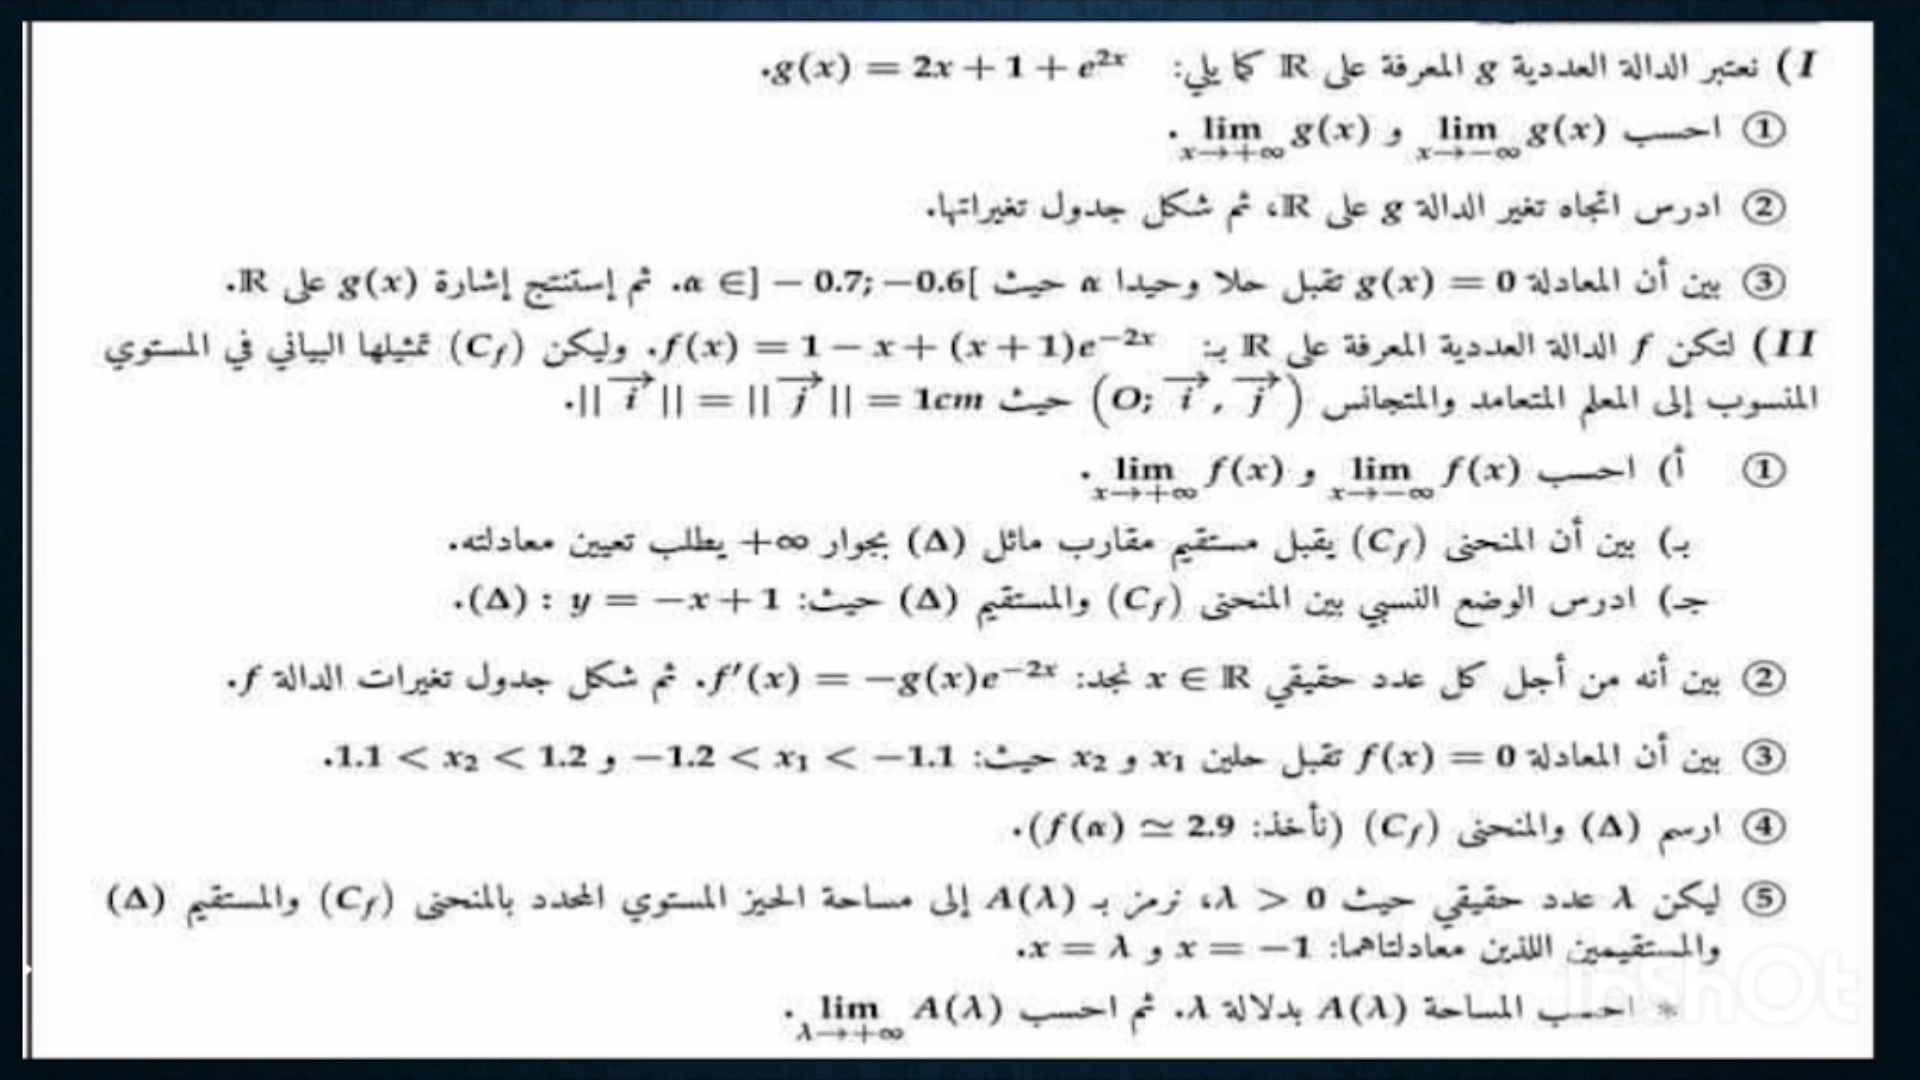 I) نعتبر الدالة العددية g المعرفة على ℝ كما يلي: g(x) = 2x + 1 + e^{2x}.
① احسب lim_{x→−∞} g(x) و lim_{x→+∞} g(x).
② ادرس اتجاه تغير الدالة g على ℝ، ثم شكل جدول تغيراتها.
③ بين أن المعادلة g(x) = 0 تقبل حلا وحيدا α حيث α ∈] − 0.7; −0.6[. ثم إستنتج إشارة g(x) على ℝ.
II) لتكن f الدالة العددية المعرفة على ℝ بـ: f(x) = 1 − x + (x + 1)e^{−2x}. وليكن (C_f) تمثيلها البياني في المستوي
المنسوب إلى المعلم المتعامد والمتجانس (O; \vec{i}, \vec{j}) حيث ||\vec{i}|| = ||\vec{j}|| = 1cm.
① أ) احسب lim_{x→−∞} f(x) و lim_{x→+∞} f(x).
بـ) بين أن المنحنى (C_f) يقبل مستقيم مقارب مائل (Δ) بجوار +∞ يطلب تعيين معادلته.
جـ) ادرس الوضع النسبي بين المنحنى (C_f) والمستقيم (Δ) حيث: (Δ) : y = −x + 1.
② بين أنه من أجل كل عدد حقيقي x ∈ ℝ نجد: f′(x) = −g(x)e^{−2x}. ثم شكل جدول تغيرات الدالة f.
③ بين أن المعادلة f(x) = 0 تقبل حلين x₁ و x₂ حيث: −1.2 < x₁ < −1.1 و 1.1 < x₂ < 1.2.
④ ارسم (Δ) والمنحنى (C_f) (نأخذ: f(α) ≃ 2.9).
⑤ ليكن λ عدد حقيقي حيث λ > 0، نرمز بـ A(λ) إلى مساحة الحيز المستوي المحدد بالمنحنى (C_f) والمستقيم (Δ)
والمستقيمين اللذين معادلتاهما: x = −1 و x = λ.
* احسب المساحة A(λ) بدلالة λ. ثم احسب lim_{λ→+∞} A(λ).
InShOt